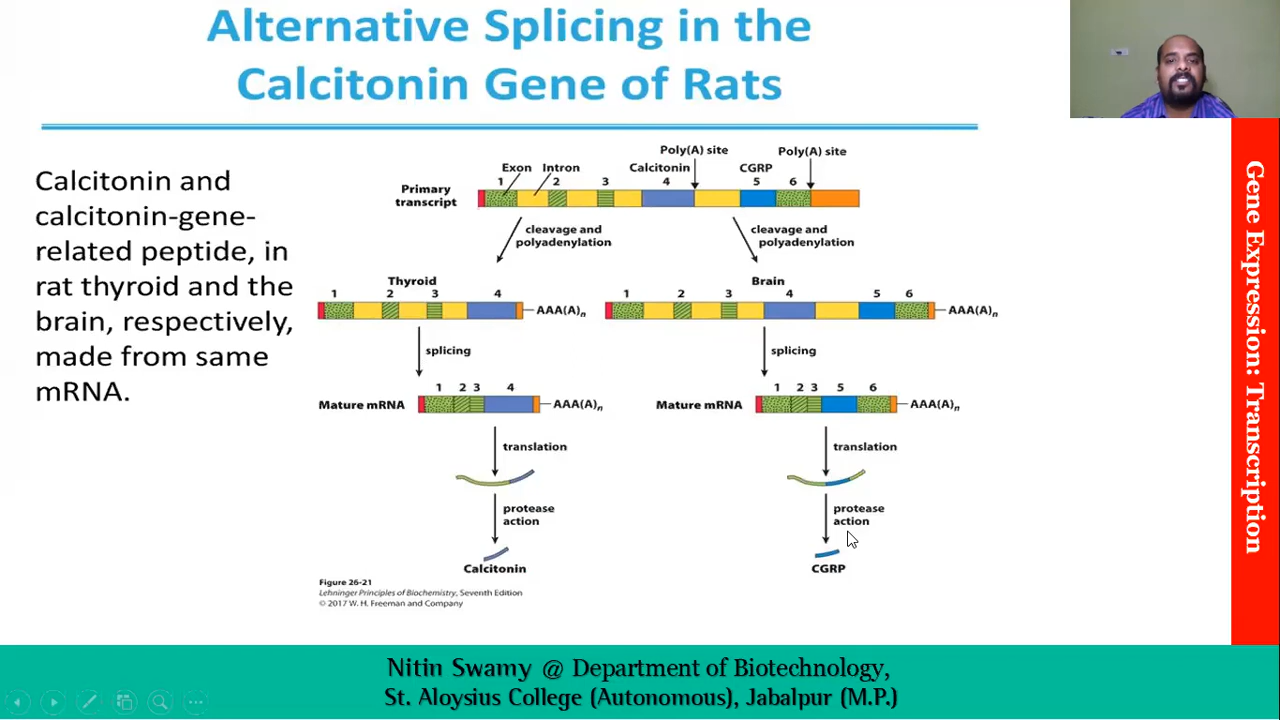 Alternative Splicing in the
Calcitonin Gene of Rats
Calcitonin and
calcitonin-gene-
related peptide, in
rat thyroid and the
brain, respectively,
made from same
mRNA.
Poly(A) site
Poly(A) site
Exon Intron Calcitonin CGRP
1 2 3 4 5 6
Primary
transcript
cleavage and
polyadenylation
cleavage and
polyadenylation
Thyroid
1 2 3 4
AAA(A)n
Brain
1 2 3 4 5 6
AAA(A)n
splicing
splicing
1 2 3 4
Mature mRNA
AAA(A)n
1 2 3 5 6
Mature mRNA
AAA(A)n
translation
translation
protease
action
protease
action
Calcitonin
CGRP
Figure 26-21
Lehninger Principles of Biochemistry, Seventh Edition
© 2017 W. H. Freeman and Company
Gene Expression: Transcription
Nitin Swamy @ Department of Biotechnology,
St. Aloysius College (Autonomous), Jabalpur (M.P.)